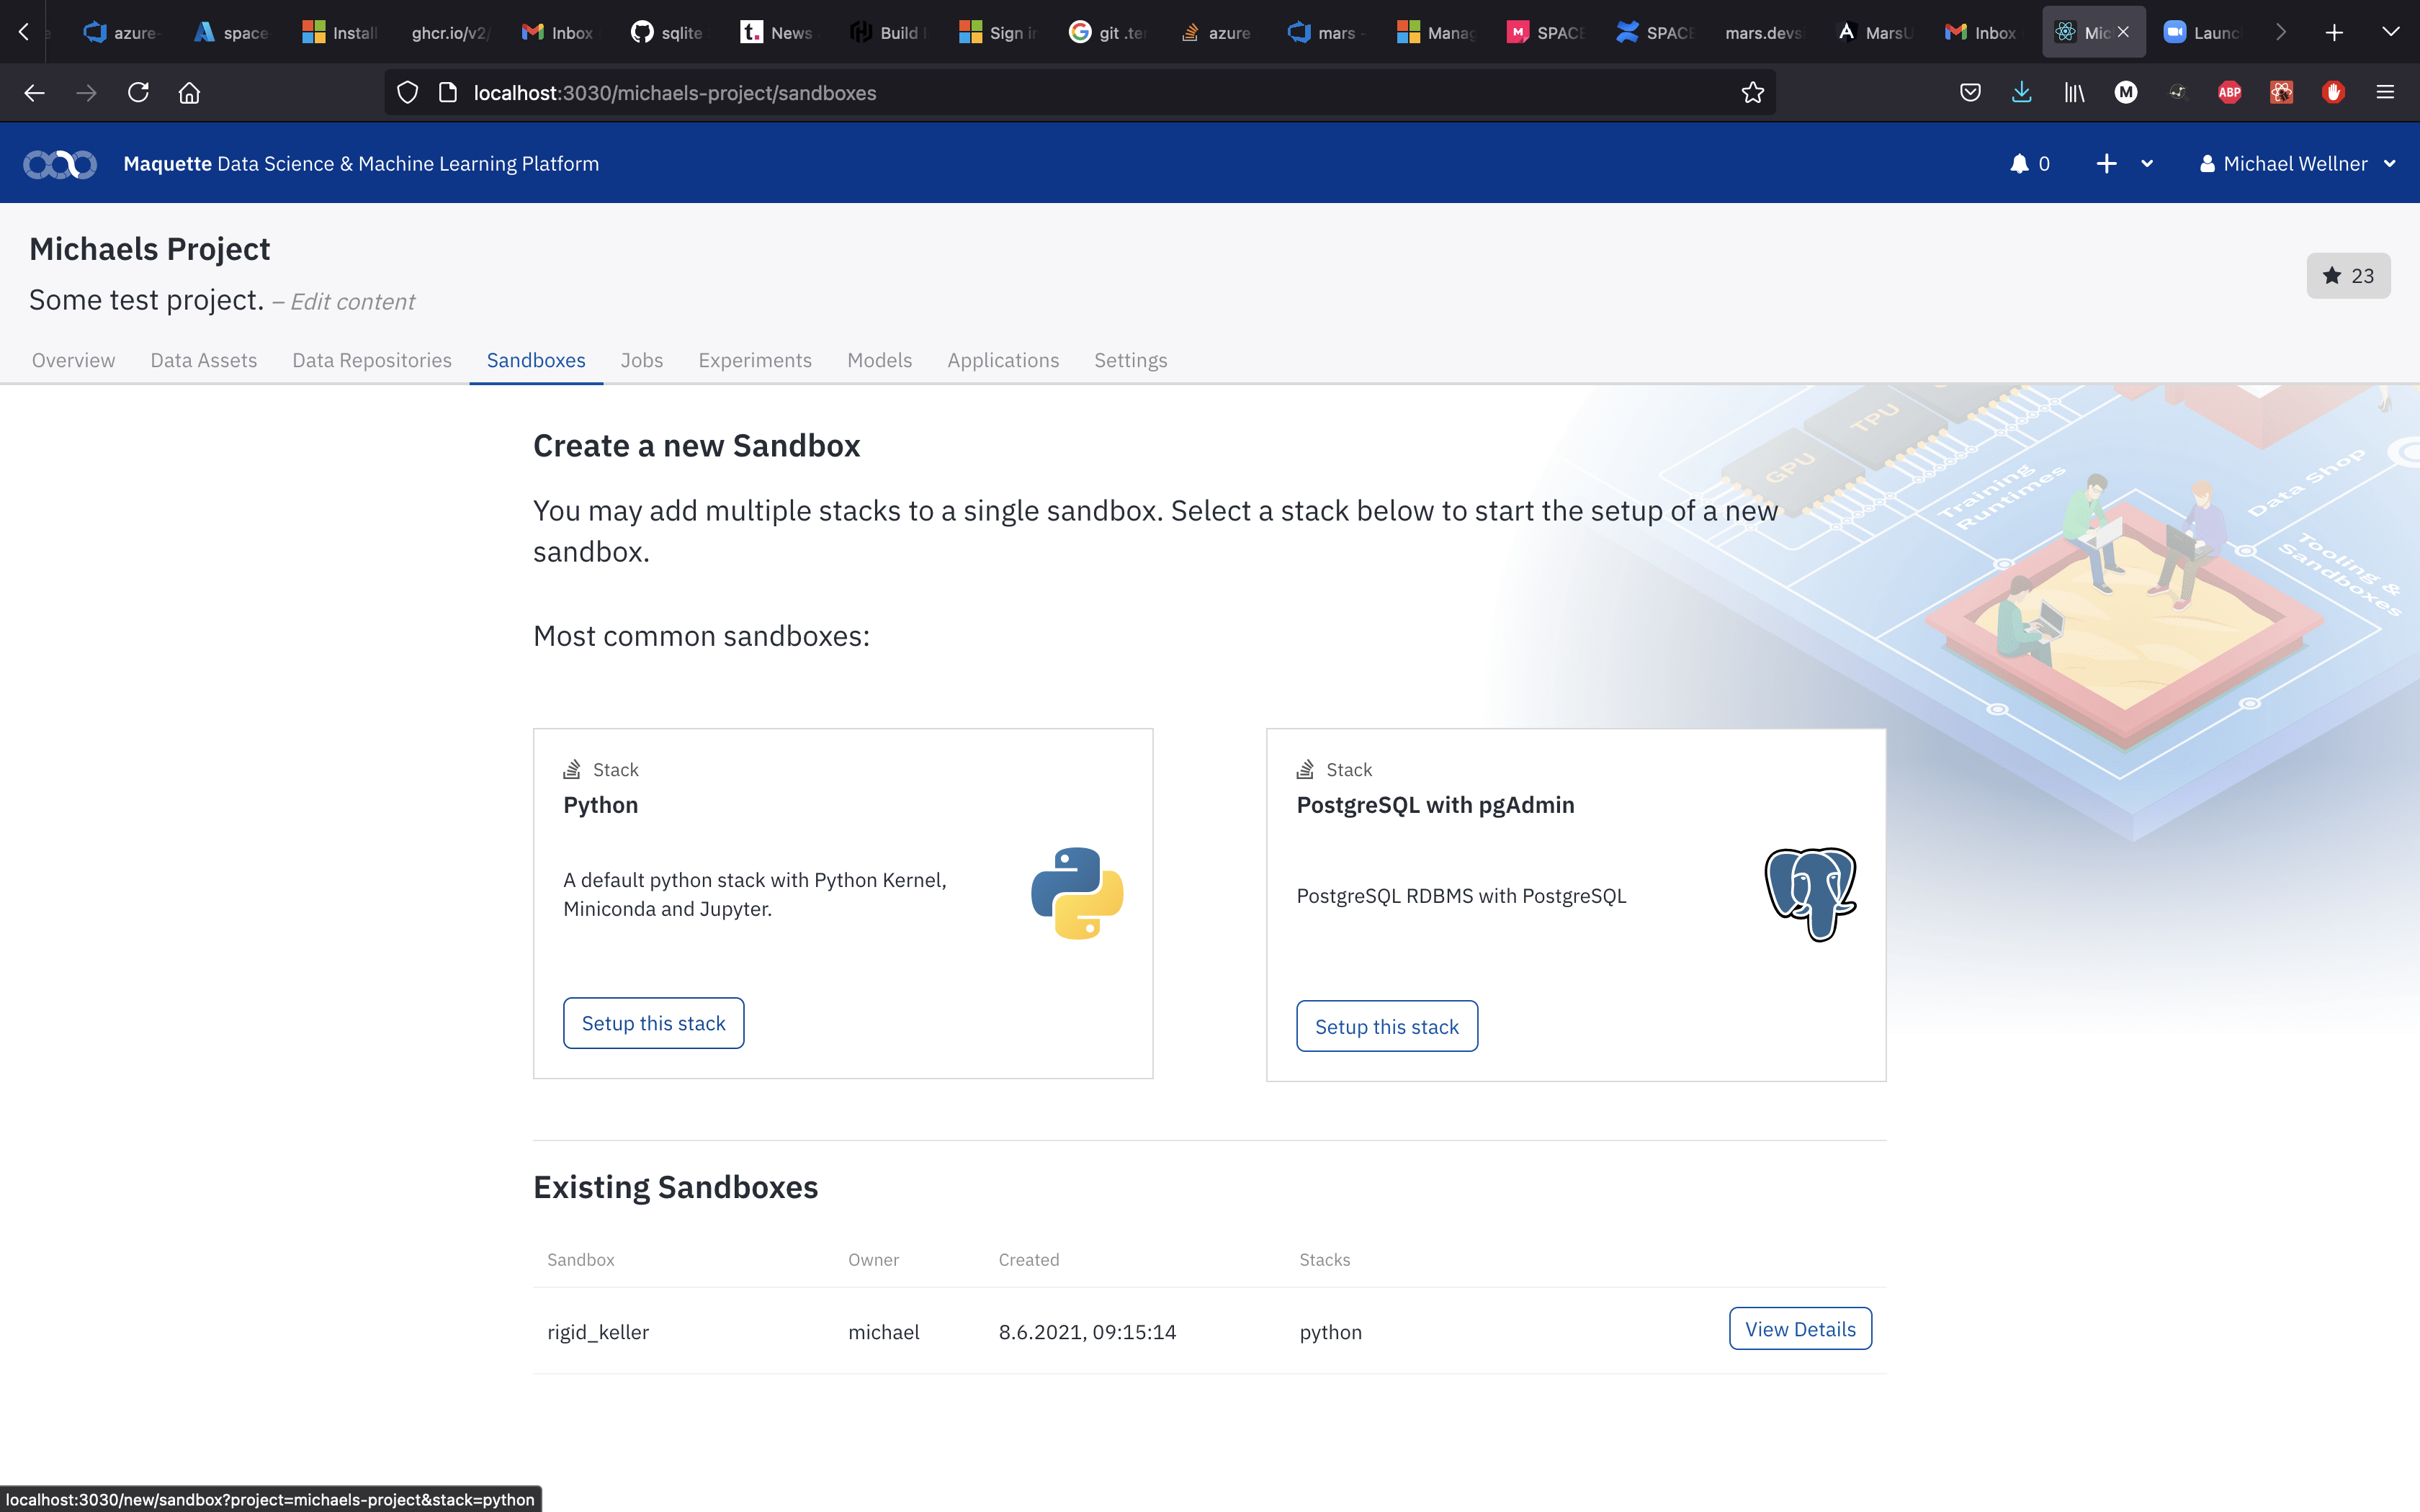 azure-
space
Install
ghcr.io/v2/
Inbox
sqlite
t. News
Build
Sign in
git .ter
azure
mars -
Manag
M SPACE
SPACE
mars.devs
MarsU
Inbox
Mic
Launc
localhost:3030/michaels-project/sandboxes
M
ABP
Maquette Data Science & Machine Learning Platform
0
Michael Wellner
Michaels Project
Some test project. – Edit content
23
Overview
Data Assets
Data Repositories
Sandboxes
Jobs
Experiments
Models
Applications
Settings
TPU
GPU
Training
Runtimes
Data Shop
Tooling &
Sandboxes
Create a new Sandbox
You may add multiple stacks to a single sandbox. Select a stack below to start the setup of a new
sandbox.
Most common sandboxes:
Stack
Python
A default python stack with Python Kernel,
Miniconda and Jupyter.
Setup this stack
Stack
PostgreSQL with pgAdmin
PostgreSQL RDBMS with PostgreSQL
Setup this stack
Existing Sandboxes
Sandbox Owner Created Stacks
rigid_keller michael 8.6.2021, 09:15:14 python View Details
localhost:3030/new/sandbox?project=michaels-project&stack=python